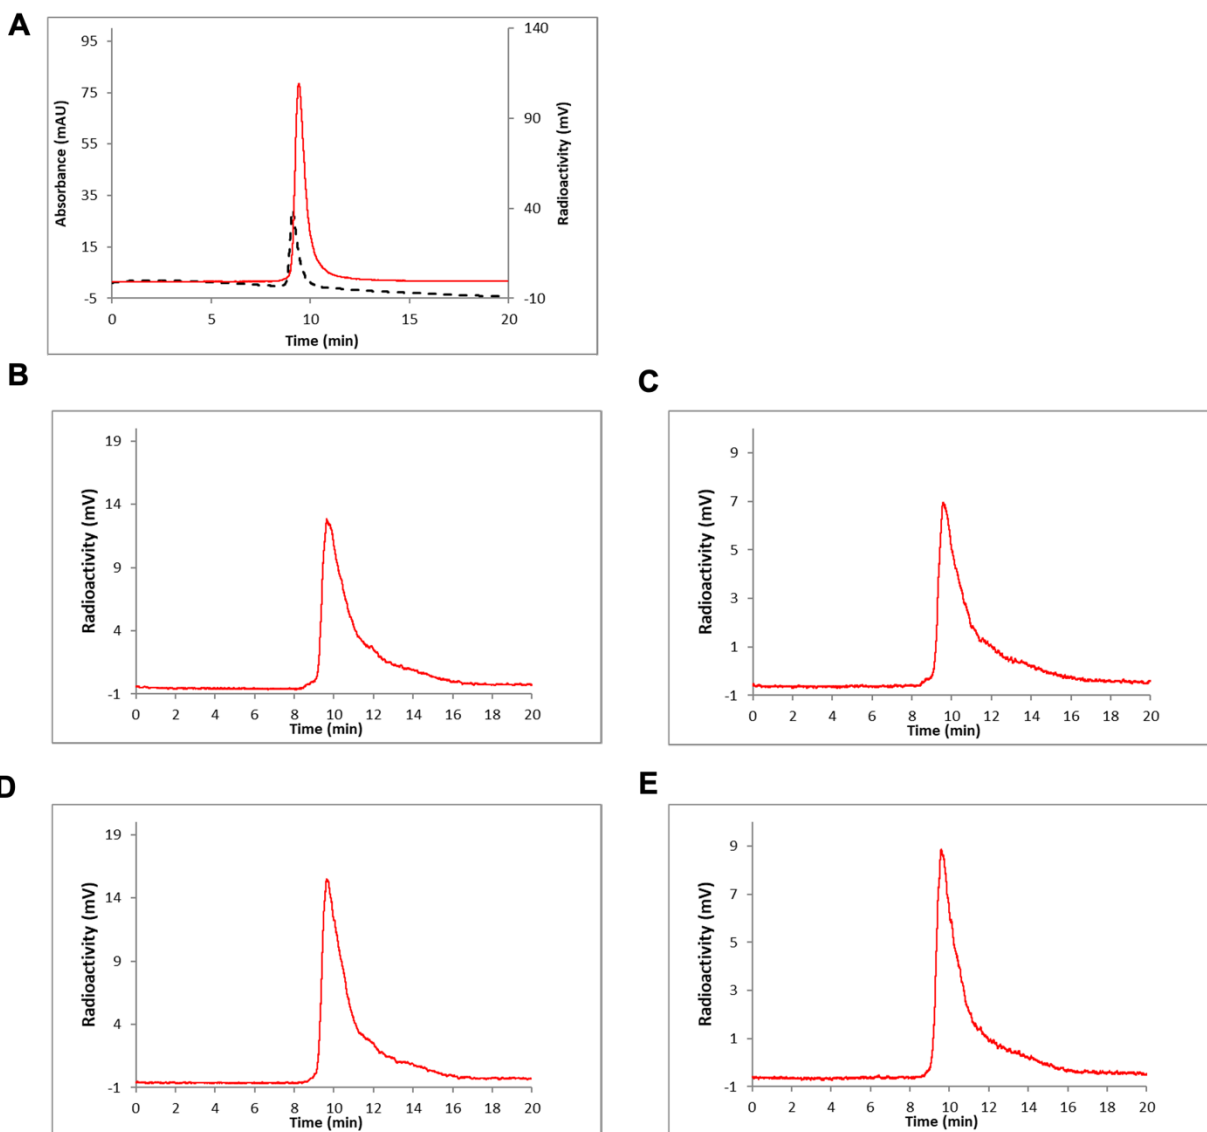 A
95
75
55
35
15
-5
Absorbance (mAU)
140
90
40
-10
Radioactivity (mV)
0 5 10 15 20
Time (min)
B
19
14
9
4
-1
Radioactivity (mV)
0 2 4 6 8 10 12 14 16 18 20
Time (min)
C
9
7
5
3
1
-1
Radioactivity (mV)
0 2 4 6 8 10 12 14 16 18 20
Time (min)
D
19
14
9
4
-1
Radioactivity (mV)
0 2 4 6 8 10 12 14 16 18 20
Time (min)
E
9
7
5
3
1
-1
Radioactivity (mV)
0 2 4 6 8 10 12 14 16 18 20
Time (min)